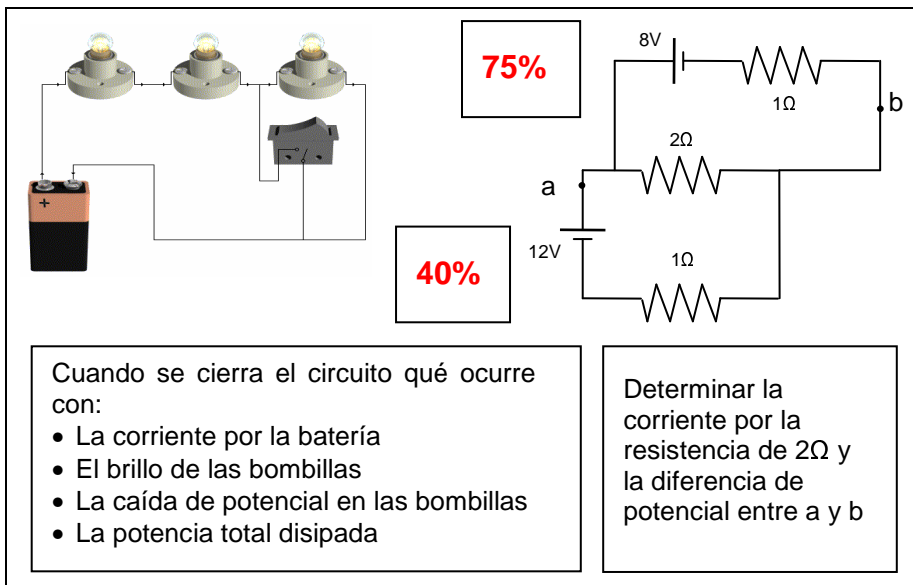 75%
8V
1Ω
b
2Ω
a
12V
1Ω
40%
+
Cuando se cierra el circuito qué ocurre
con:
• La corriente por la batería
• El brillo de las bombillas
• La caída de potencial en las bombillas
• La potencia total disipada
Determinar la
corriente por la
resistencia de 2Ω y
la diferencia de
potencial entre a y b